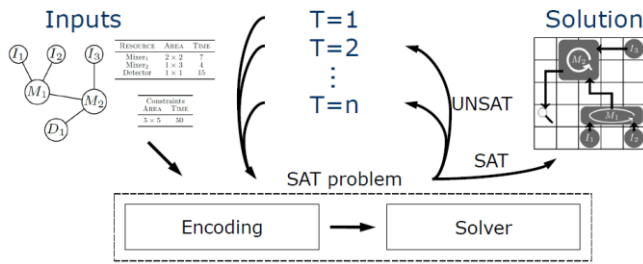 Inputs
I1
I2
I3
M1
M2
D1
RESOURCE AREA TIME
Mixer1 2 × 2 7
Mixer2 1 × 3 4
Detector 1 × 1 15
Constraints
AREA TIME
5 × 5 50
T=1
T=2
⋮
T=n
UNSAT
SAT
SAT problem
Encoding
Solver
Solution
M2
I3
M1
I1
I2